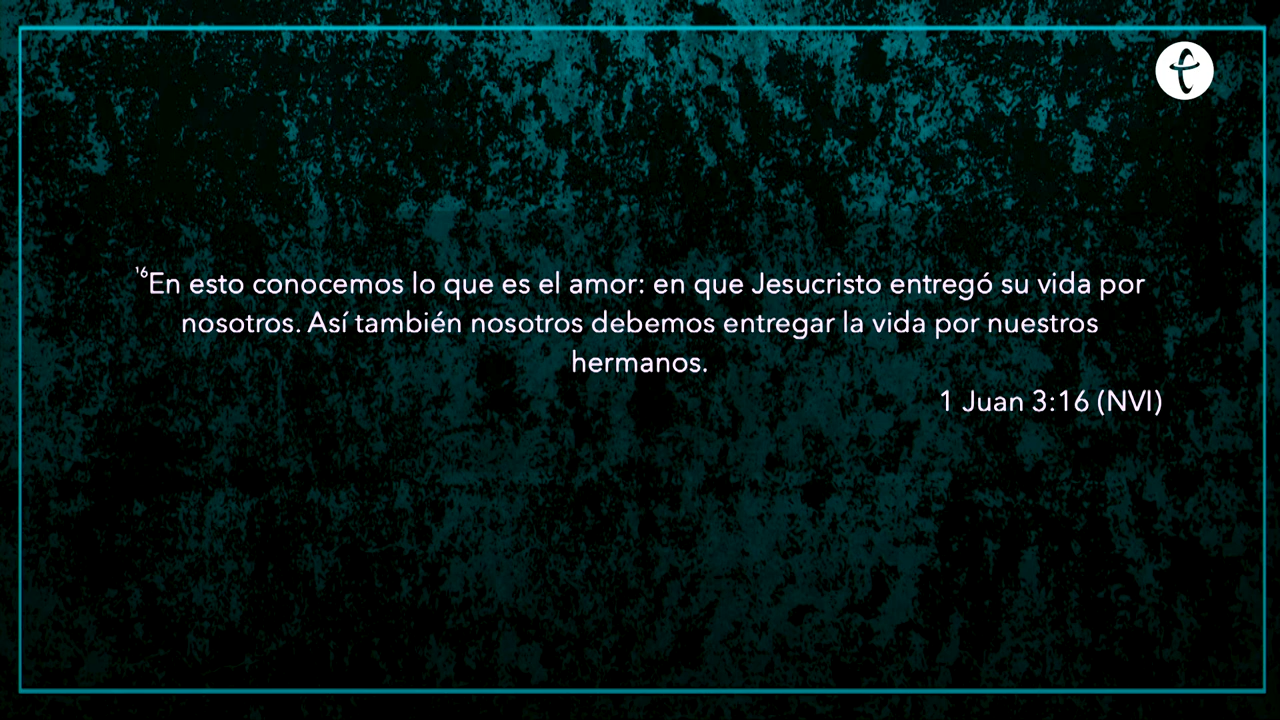 ¹⁶En esto conocemos lo que es el amor: en que Jesucristo entregó su vida por
nosotros. Así también nosotros debemos entregar la vida por nuestros
hermanos.
1 Juan 3:16 (NVI)